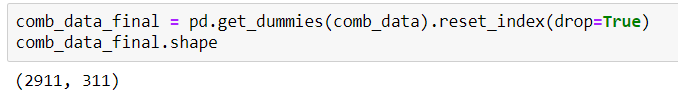 comb_data_final = pd.get_dummies(comb_data).reset_index(drop=True)
comb_data_final.shape
(2911, 311)